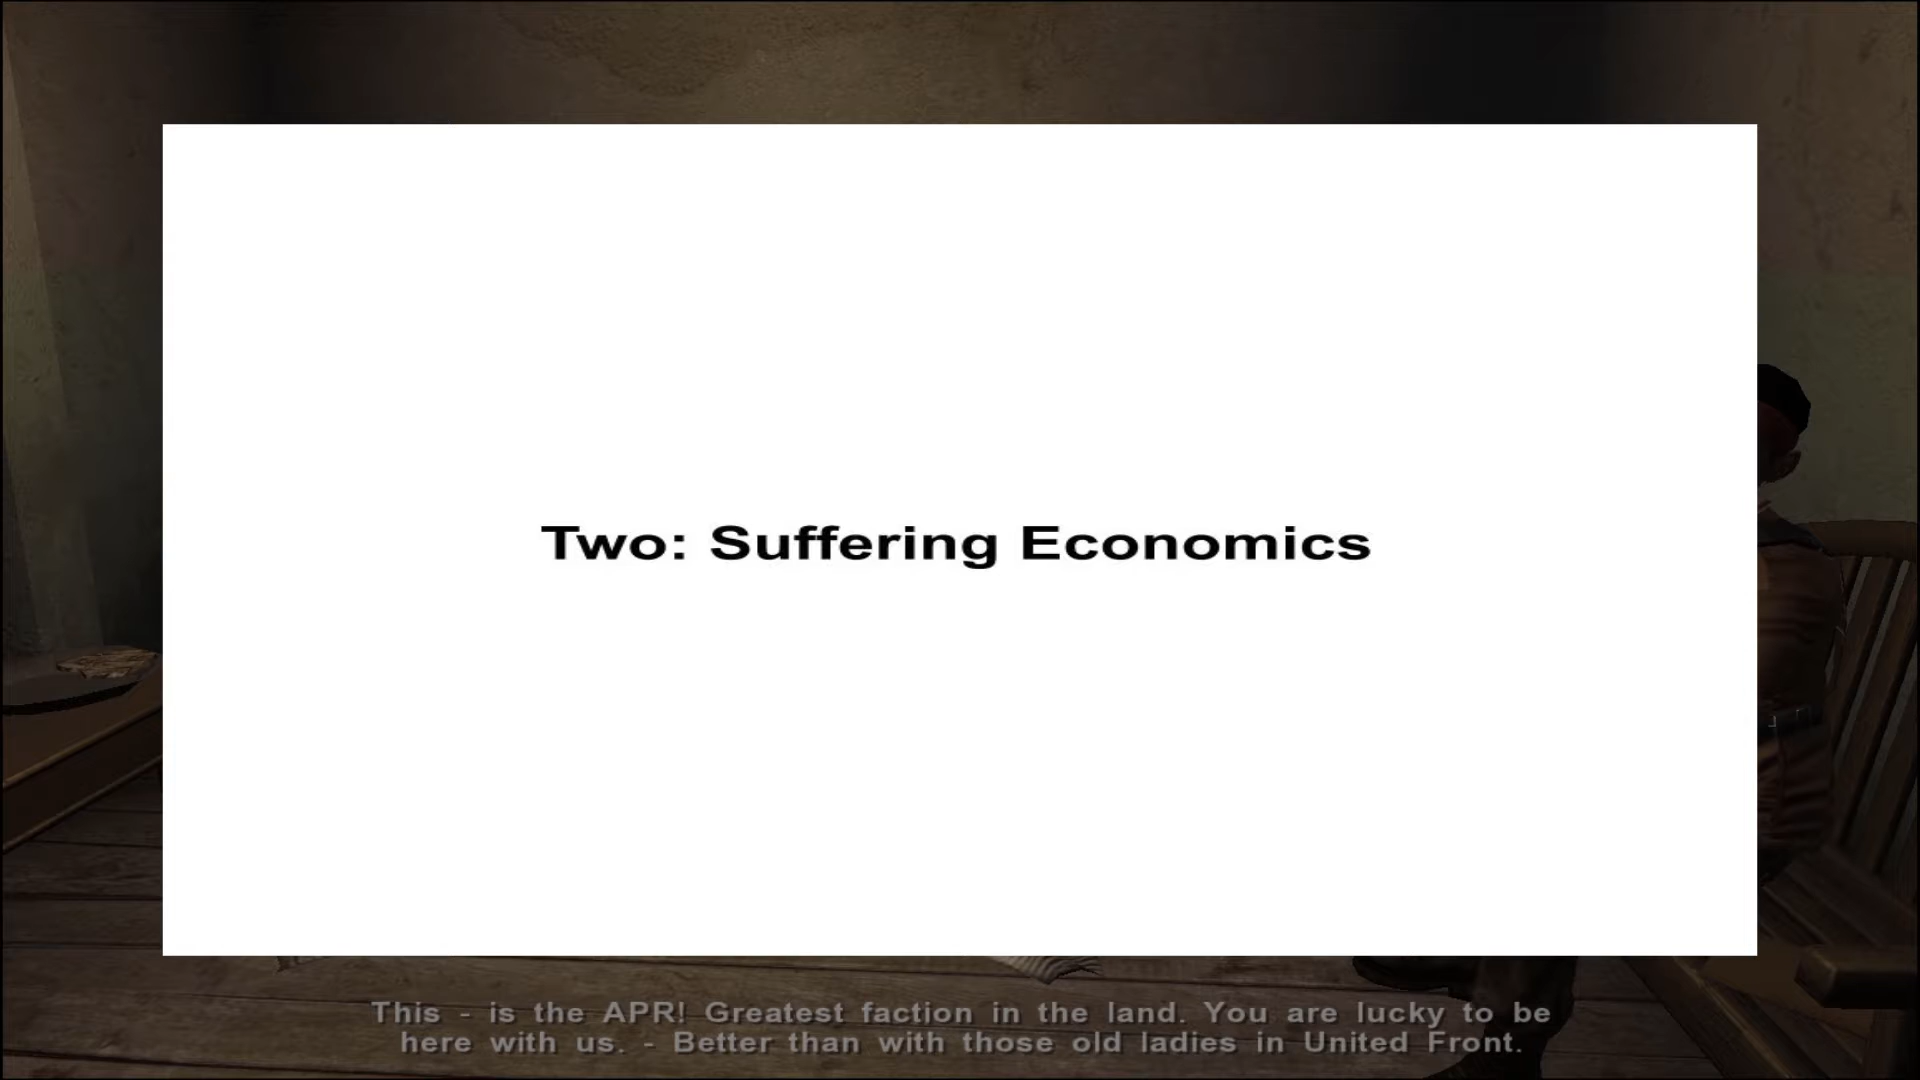 Two: Suffering Economics
This - is the APR! Greatest faction in the land. You are lucky to be
here with us. - Better than with those old ladies in United Front.